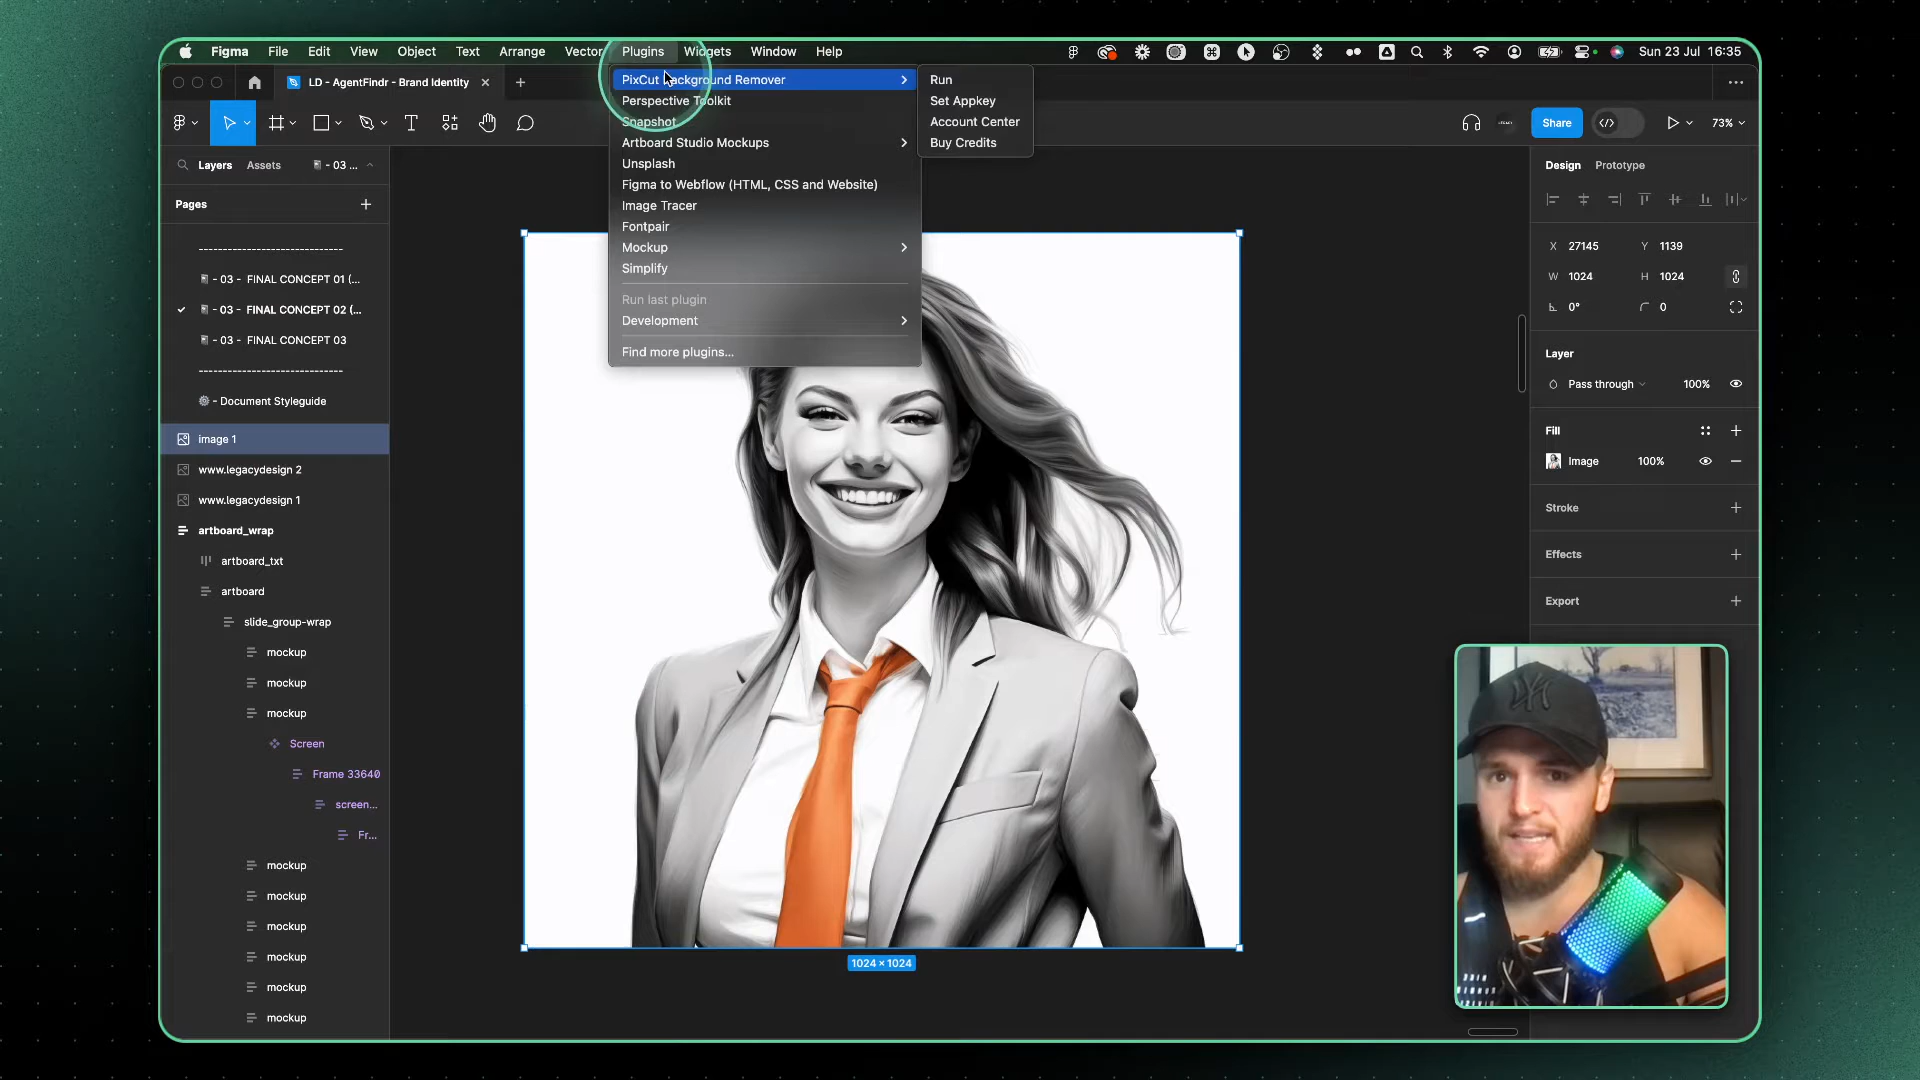 Figma File Edit View Object Text Arrange Vector Plugins Widgets Window Help Sun 23 Jul 16:35
LD - AgentFindr - Brand Identity
PixCut Background Remover
Perspective Toolkit
Snapshot
Artboard Studio Mockups
Unsplash
Figma to Webflow (HTML, CSS and Website)
Image Tracer
Fontpair
Mockup
Simplify
Run last plugin
Development
Find more plugins...
Run
Set Appkey
Account Center
Buy Credits
Share
73%
Layers Assets - 03 ...
Pages
------------------------------
- 03 - FINAL CONCEPT 01 (...
- 03 - FINAL CONCEPT 02 (...
- 03 - FINAL CONCEPT 03
------------------------------
- Document Styleguide
image 1
www.legacydesign 2
www.legacydesign 1
artboard_wrap
artboard_txt
artboard
slide_group-wrap
mockup
mockup
mockup
Screen
Frame 33640
screen...
Fr...
mockup
mockup
mockup
mockup
mockup
mockup
1024 × 1024
Design Prototype
X 27145 Y 1139
W 1024 H 1024
0° 0
Layer
Pass through 100%
Fill
Image 100%
Stroke
Effects
Export